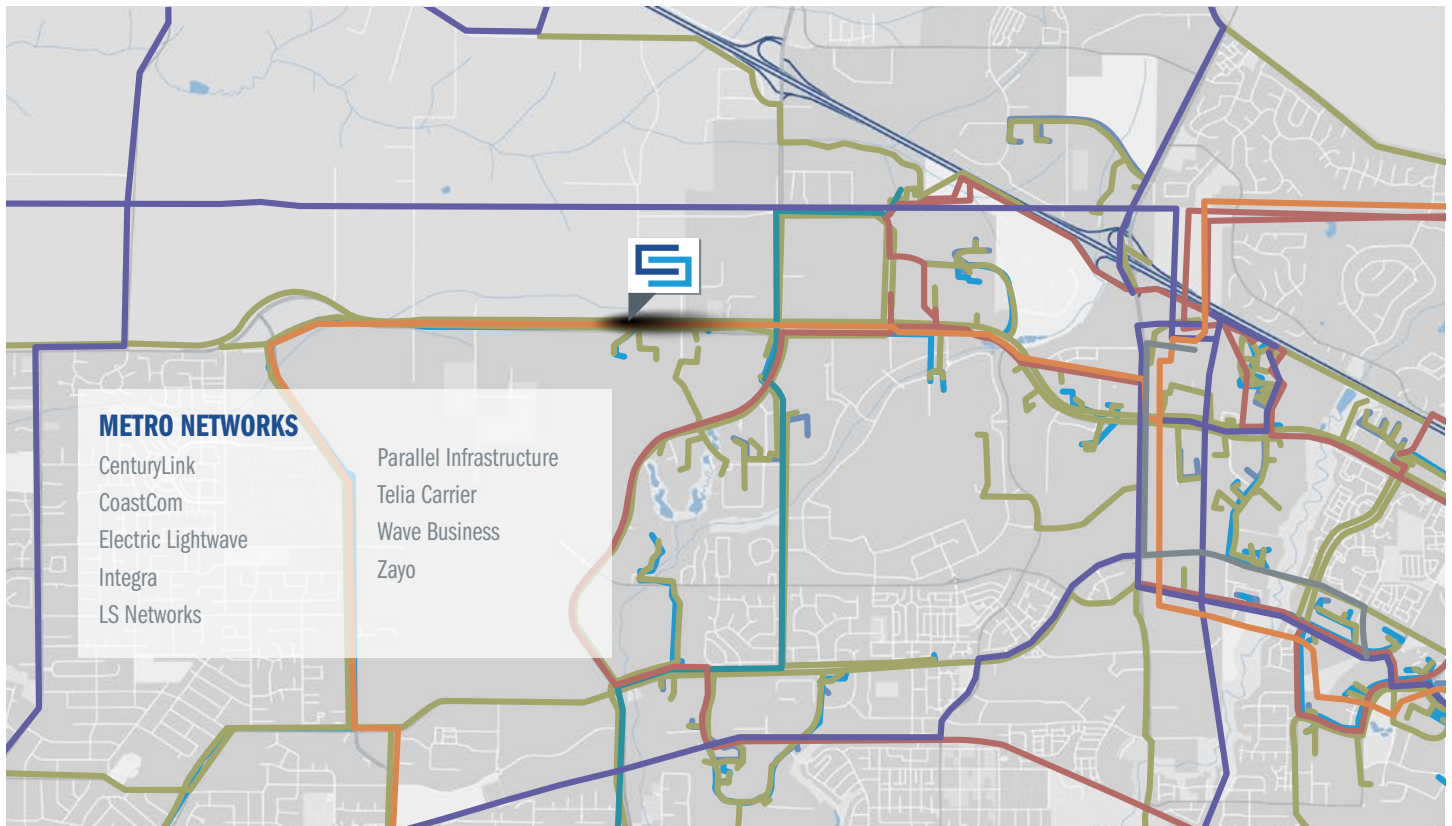 METRO NETWORKS
CenturyLink
CoastCom
Electric Lightwave
Integra
LS Networks
Parallel Infrastructure
Telia Carrier
Wave Business
Zayo